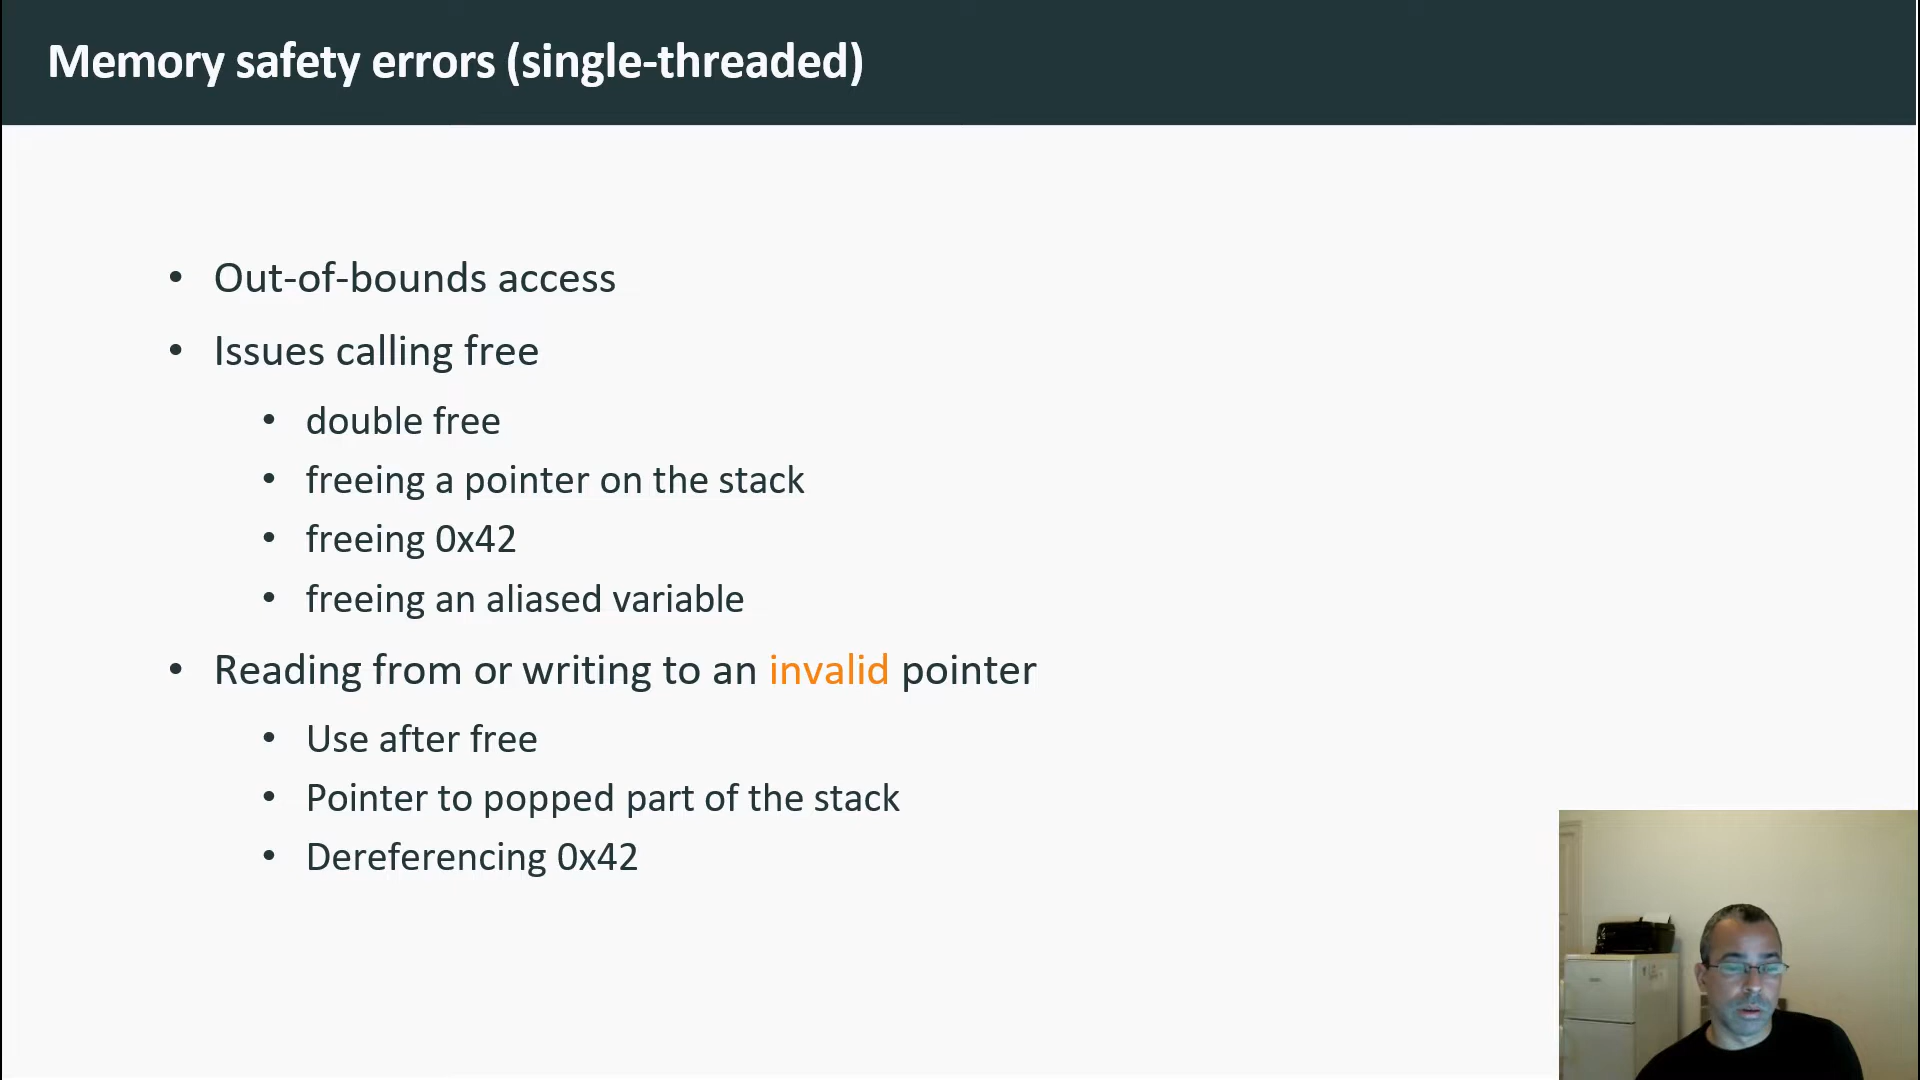 Memory safety errors (single-threaded)
• Out-of-bounds access
• Issues calling free
• double free
• freeing a pointer on the stack
• freeing 0x42
• freeing an aliased variable
• Reading from or writing to an invalid pointer
• Use after free
• Pointer to popped part of the stack
• Dereferencing 0x42